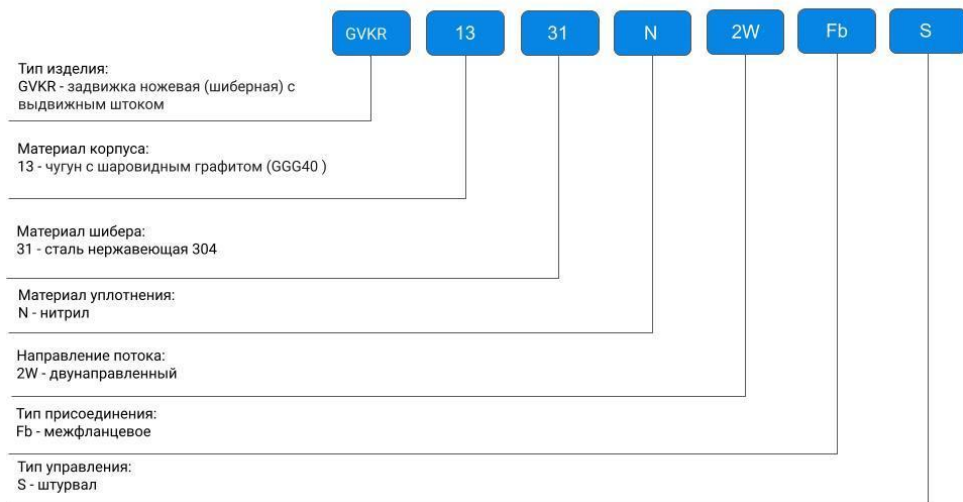 GVKR 13 31 N 2W Fb S
Тип изделия:
GVKR - задвижка ножевая (шиберная) с
выдвижным штоком
Материал корпуса:
13 - чугун с шаровидным графитом (GGG40 )
Материал шибера:
31 - сталь нержавеющая 304
Материал уплотнения:
N - нитрил
Направление потока:
2W - двунаправленный
Тип присоединения:
Fb - межфланцевое
Тип управления:
S - штурвал